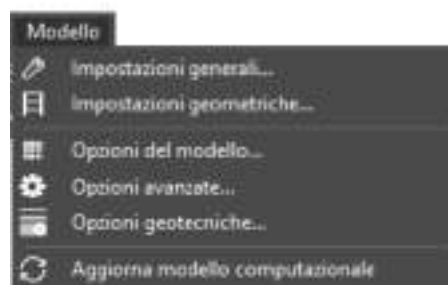 Modello
Impostazioni generali...
Impostazioni geometriche...
Opzioni del modello...
Opzioni avanzate...
Opzioni geotecniche...
Aggiorna modello computazionale